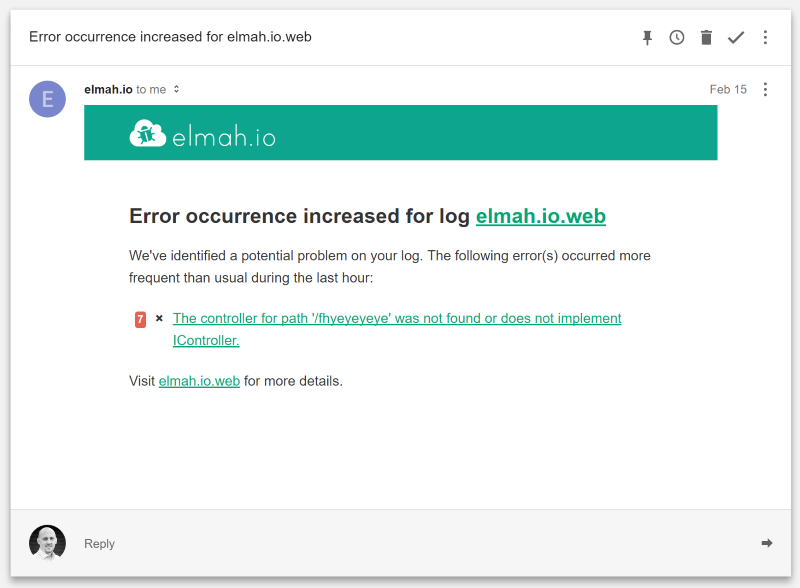 Error occurrence increased for elmah.io.web
E
elmah.io to me
Feb 15
elmah.io
Error occurrence increased for log elmah.io.web
We've identified a potential problem on your log. The following error(s) occurred more
frequent than usual during the last hour:
7 × The controller for path '/fhyeyeyeye' was not found or does not implement
IController.
Visit elmah.io.web for more details.
Reply